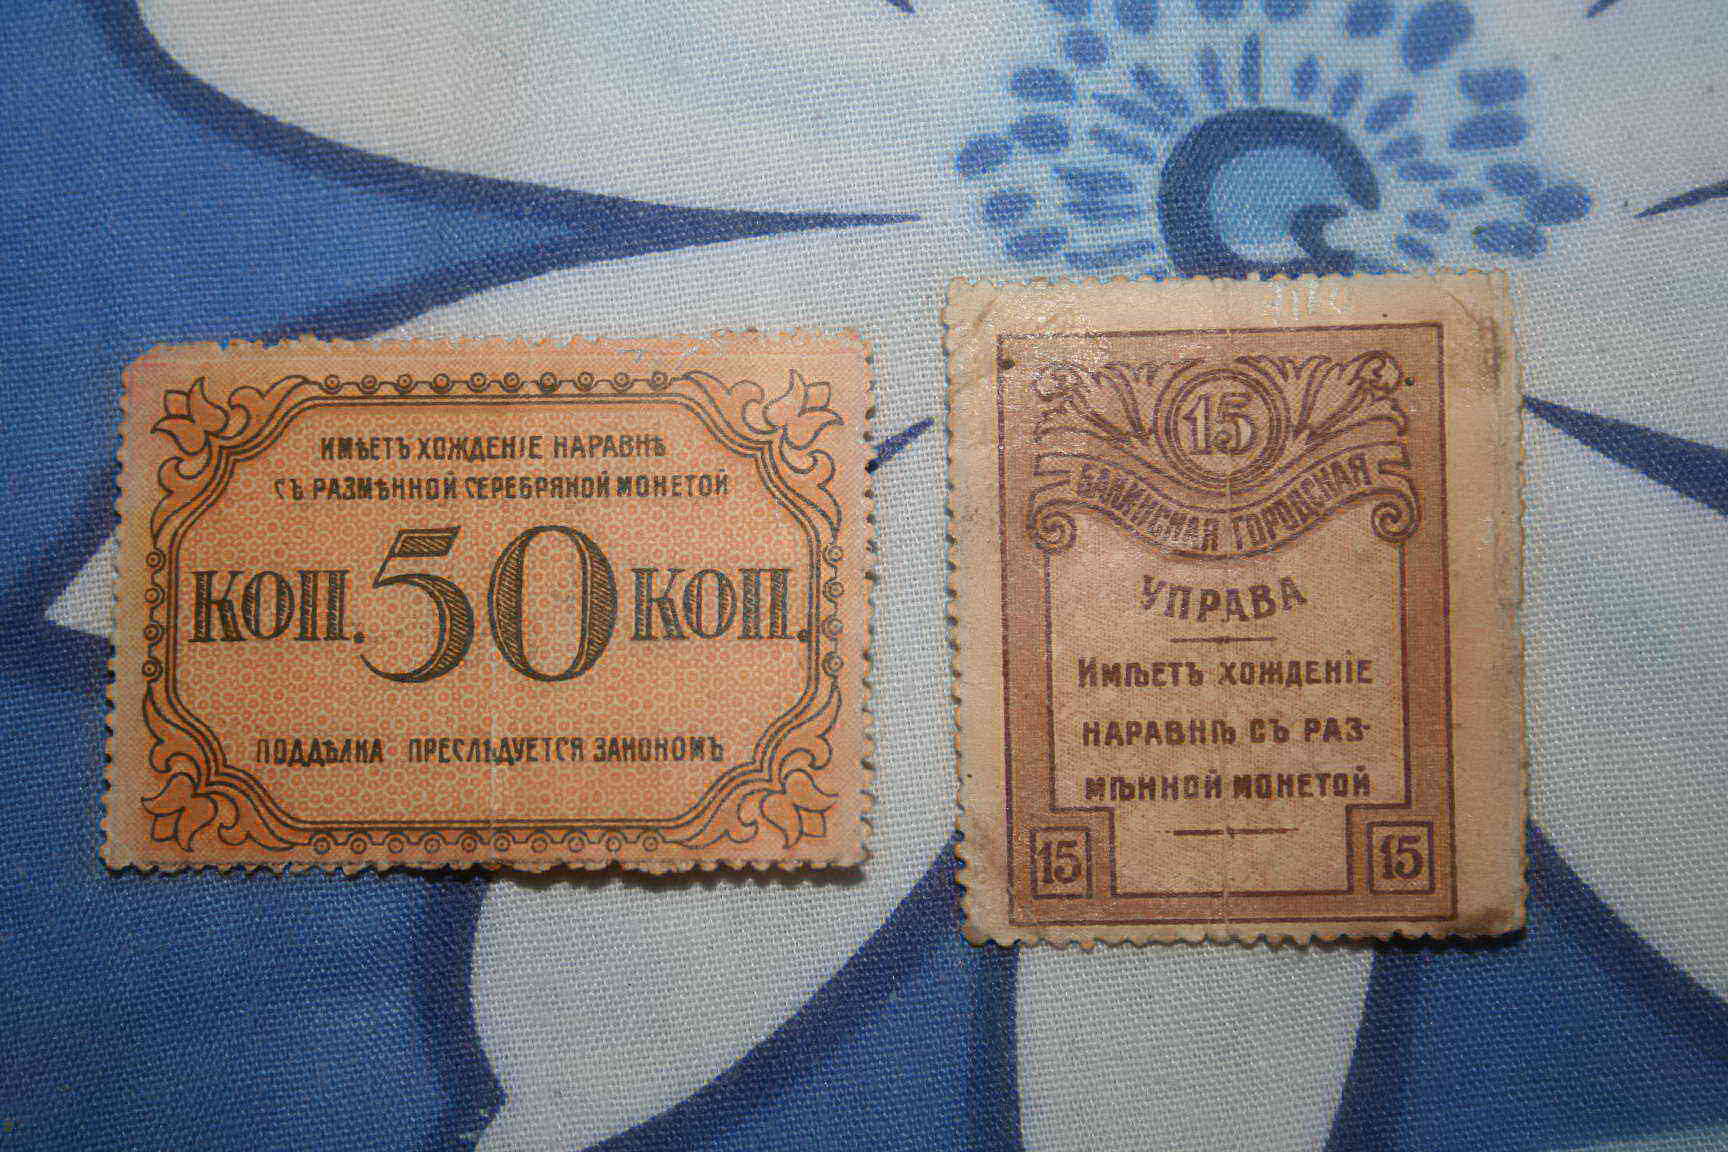 ИМѢЕТЪ ХОЖДЕНІЕ НАРАВНѢ
СЪ РАЗМѢННОЙ СЕРЕБРЯНОЙ МОНЕТОЙ
КОП. 50 КОП.
ПОДДѢЛКА ПРЕСЛѢДУЕТСЯ ЗАКОНОМЪ
15
БАКИНСКАЯ ГОРОДСКАЯ
УПРАВА
ИМѢЕТЪ ХОЖДЕНІЕ
НАРАВНѢ СЪ РАЗ-
МѢННОЙ МОНЕТОЙ
15 15